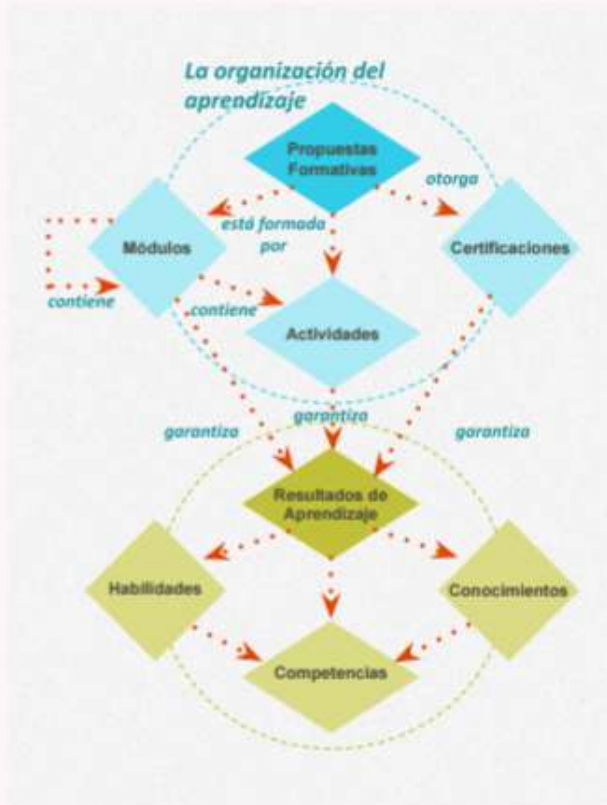 La organización del
aprendizaje
Propuestas
Formativas
otorga
está formada
por
Módulos
Certificaciones
contiene
contiene
Actividades
garantiza
garantiza
garantiza
Resultados de
Aprendizaje
Habilidades
Conocimientos
Competencias